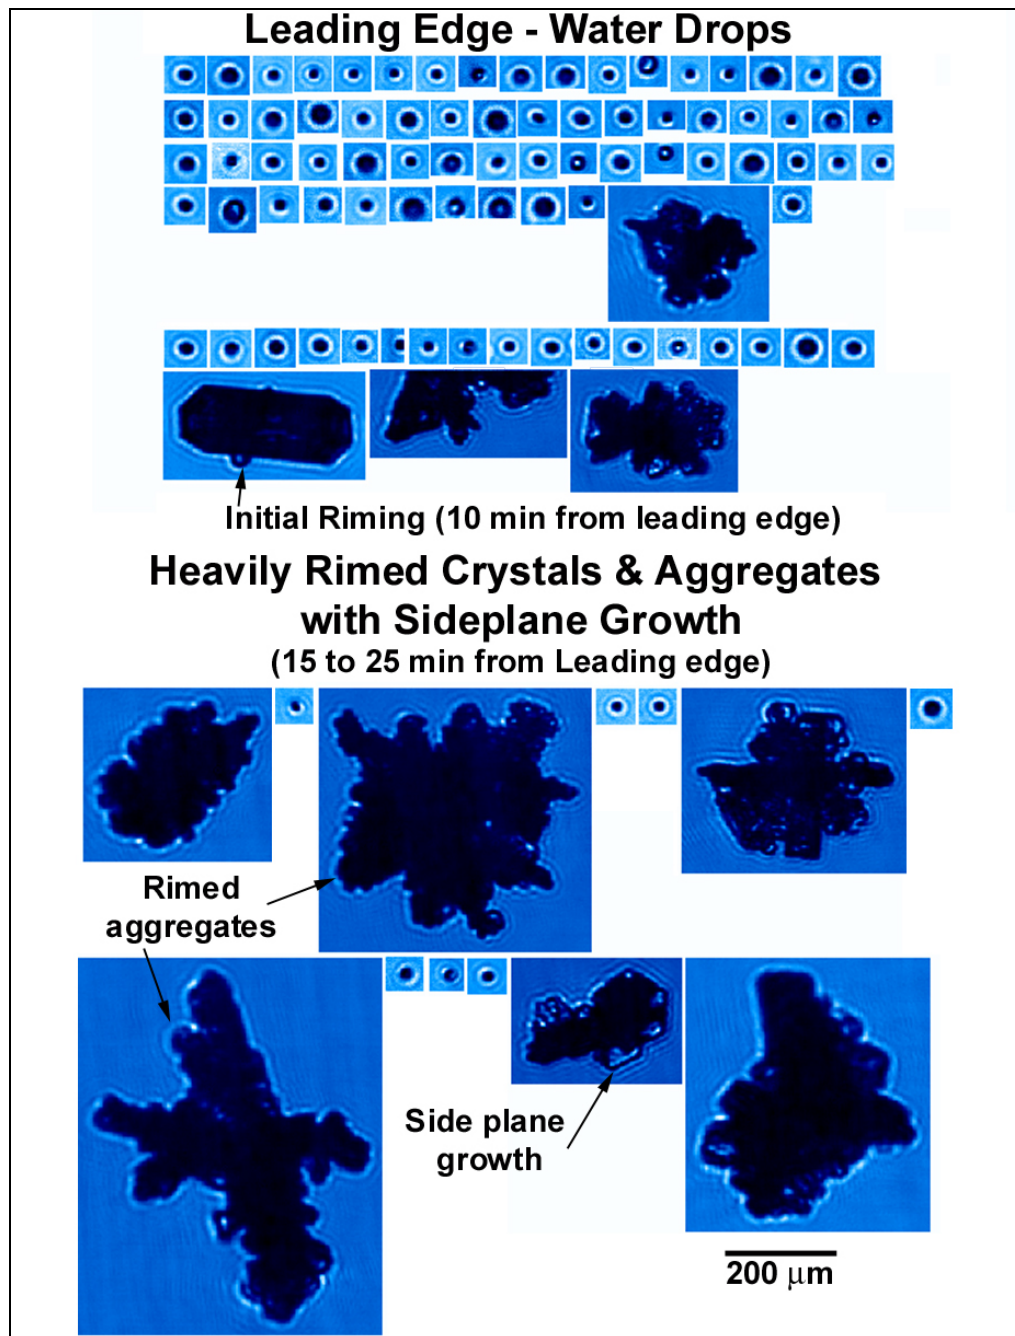 Leading Edge - Water Drops
Initial Riming (10 min from leading edge)
Heavily Rimed Crystals & Aggregates
with Sideplane Growth
(15 to 25 min from Leading edge)
Rimed
aggregates
Side plane
growth
200 μm